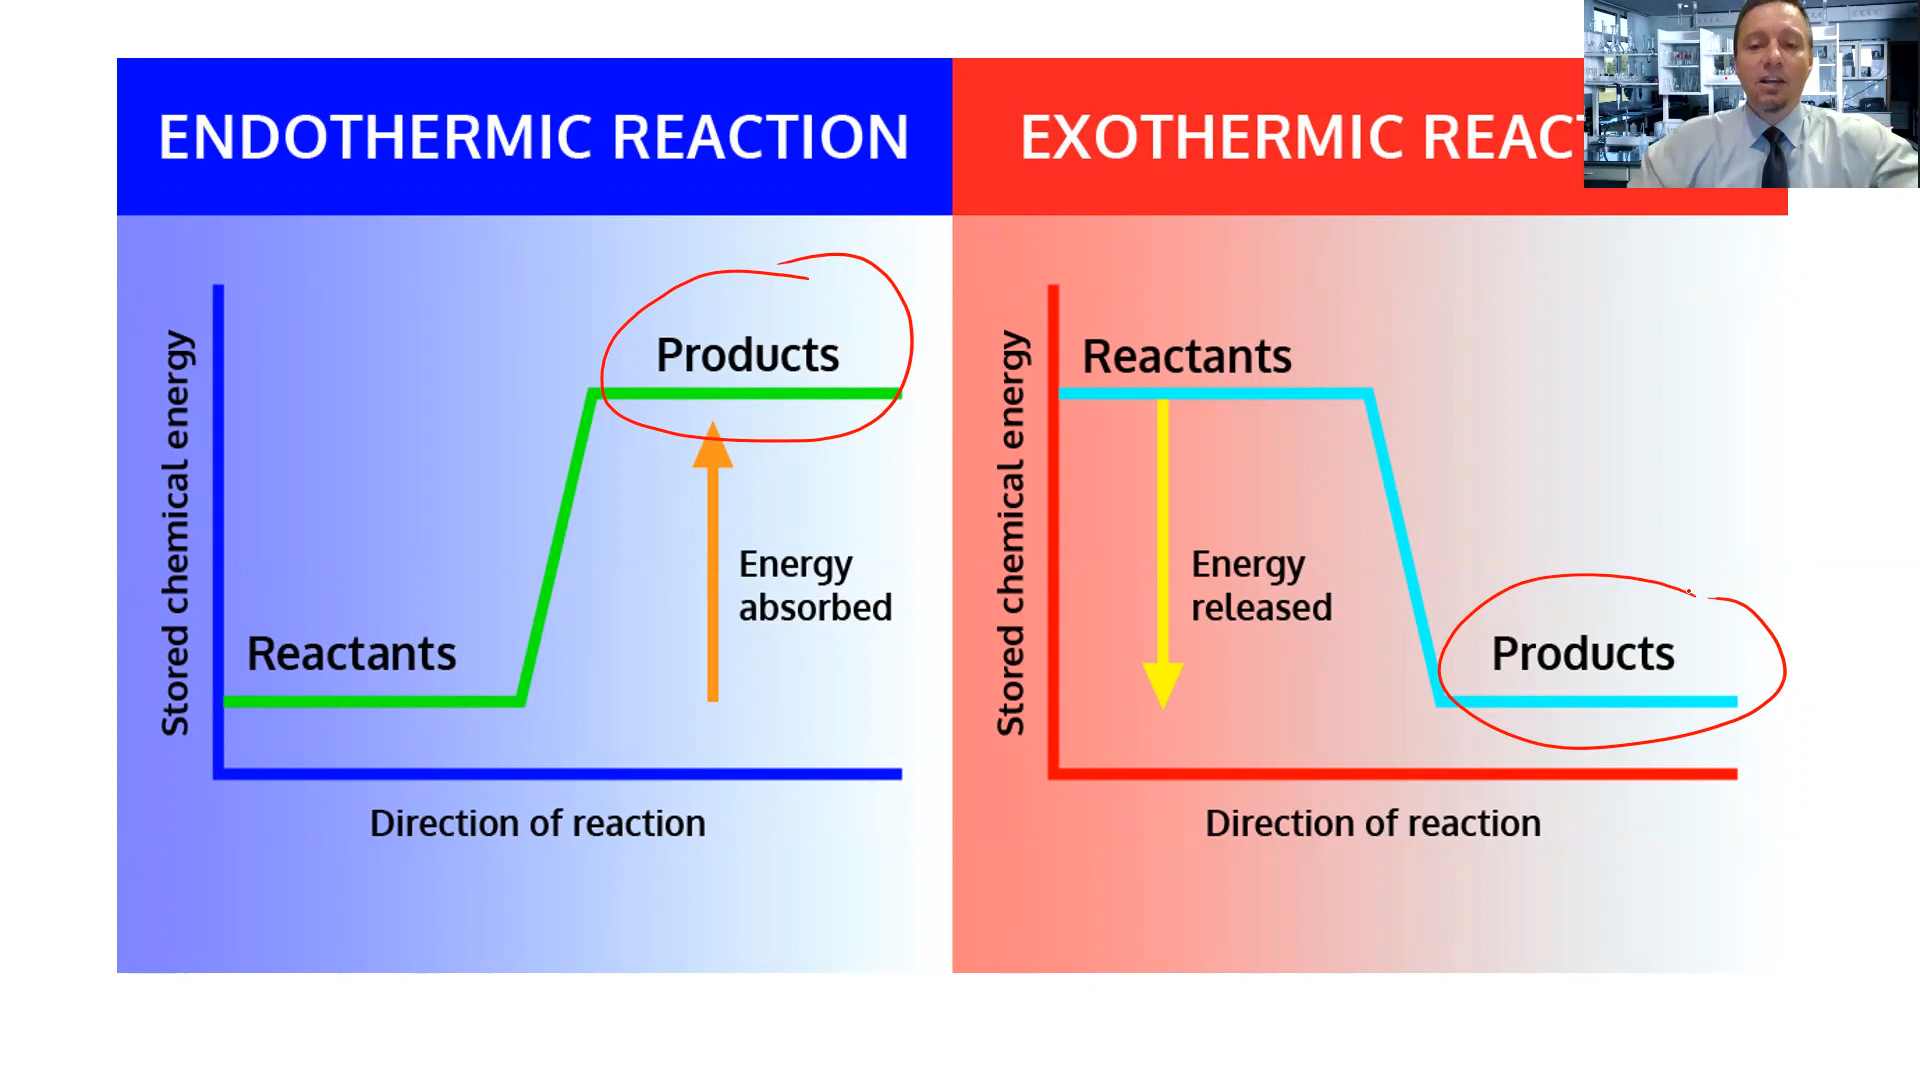 ENDOTHERMIC REACTION
Stored chemical energy
Products
Energy
absorbed
Reactants
Direction of reaction
EXOTHERMIC REACT
Stored chemical energy
Reactants
Energy
released
Products
Direction of reaction